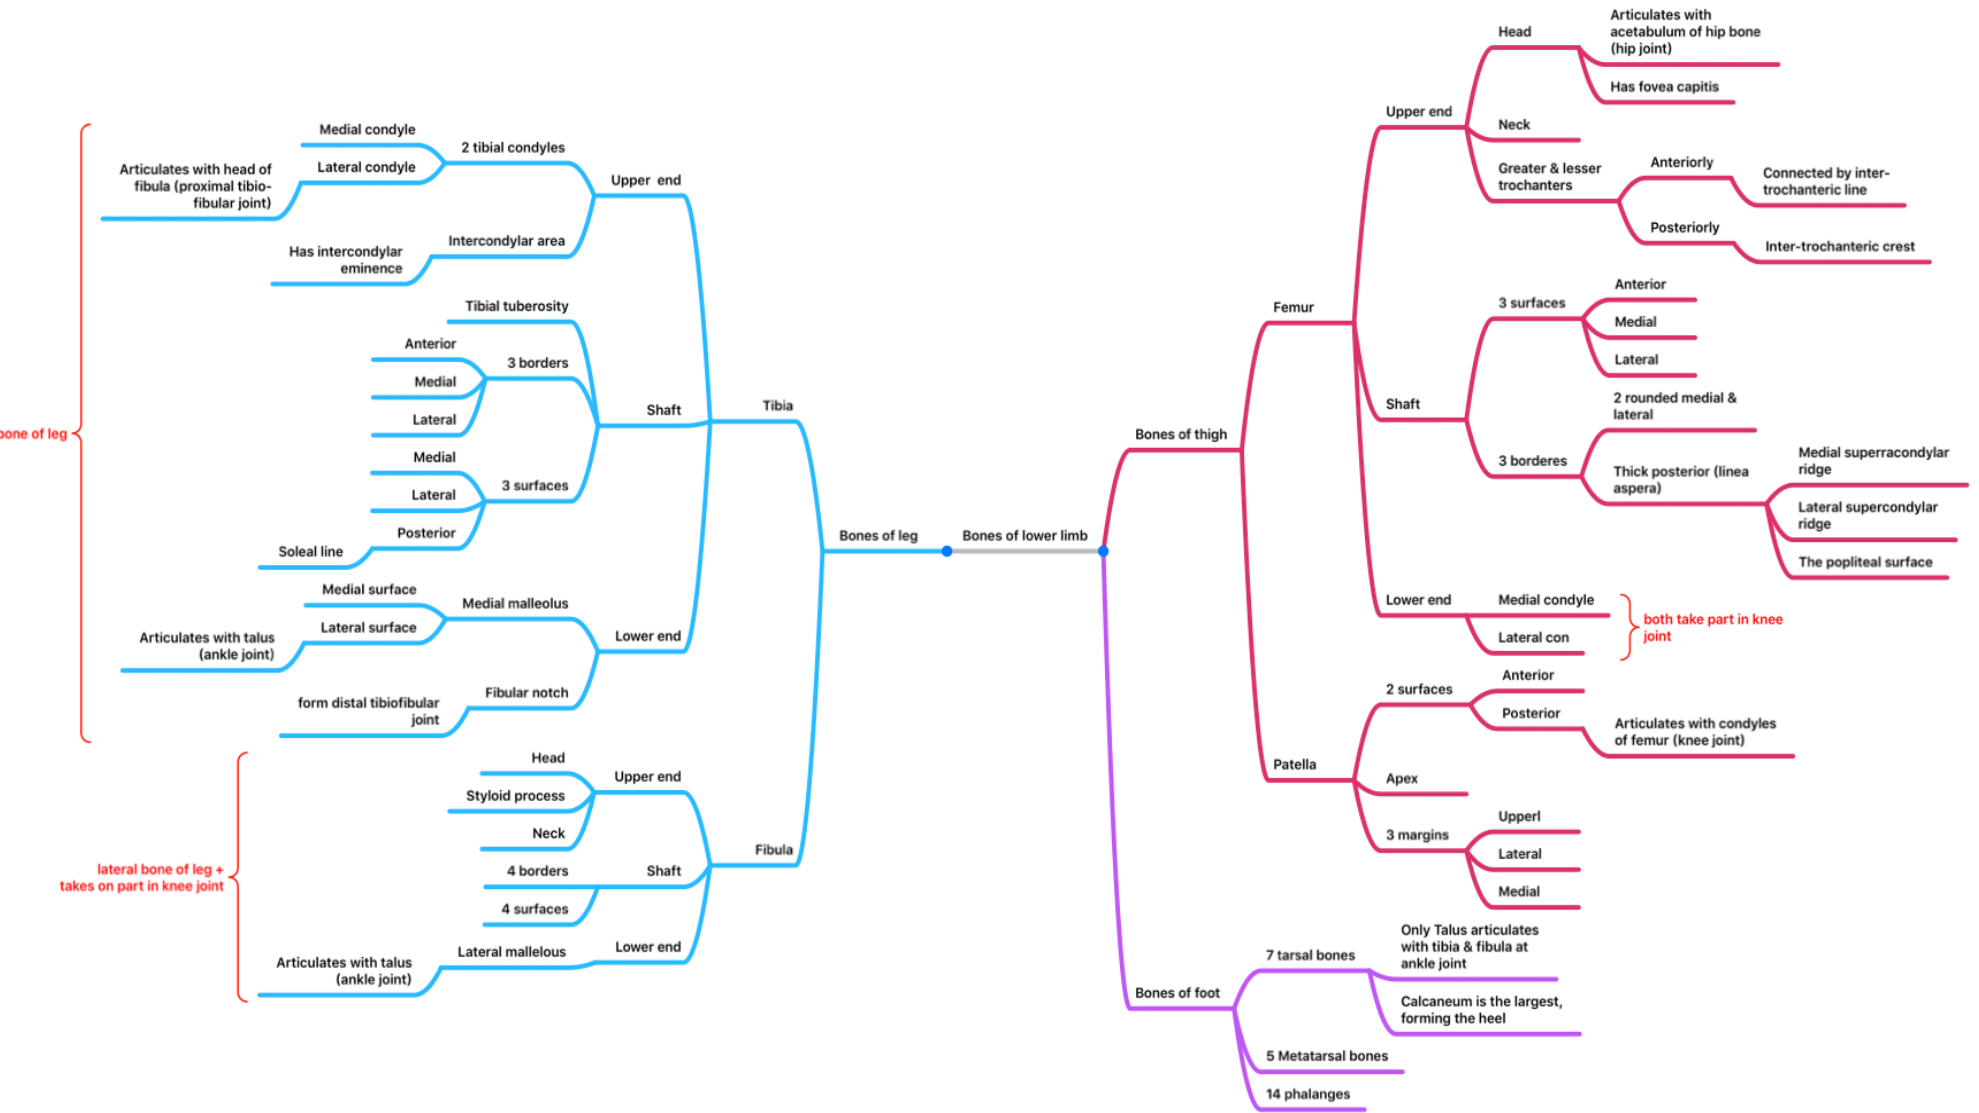 Bones of lower limb
Bones of leg
Tibia
Upper end
2 tibial condyles
Medial condyle
Lateral condyle
Articulates with head of
fibula (proximal tibio-
fibular joint)
Intercondylar area
Has intercondylar
eminence
Shaft
Tibial tuberosity
3 borders
Anterior
Medial
Lateral
3 surfaces
Medial
Lateral
Posterior
Soleal line
Lower end
Medial malleolus
Medial surface
Lateral surface
Articulates with talus
(ankle joint)
Fibular notch
form distal tibiofibular
joint
bone of leg
Fibula
Upper end
Head
Styloid process
Neck
Shaft
4 borders
4 surfaces
Lower end
Lateral mallelous
Articulates with talus
(ankle joint)
lateral bone of leg +
takes on part in knee joint
Bones of thigh
Femur
Upper end
Head
Articulates with
acetabulum of hip bone
(hip joint)
Has fovea capitis
Neck
Greater & lesser
trochanters
Anteriorly
Connected by inter-
trochanteric line
Posteriorly
Inter-trochanteric crest
Shaft
3 surfaces
Anterior
Medial
Lateral
3 borderes
2 rounded medial &
lateral
Thick posterior (linea
aspera)
Medial superracondylar
ridge
Lateral supercondylar
ridge
The popliteal surface
Lower end
Medial condyle
Lateral con
both take part in knee
joint
Patella
2 surfaces
Anterior
Posterior
Articulates with condyles
of femur (knee joint)
Apex
3 margins
Upperl
Lateral
Medial
Bones of foot
7 tarsal bones
Only Talus articulates
with tibia & fibula at
ankle joint
Calcaneum is the largest,
forming the heel
5 Metatarsal bones
14 phalanges